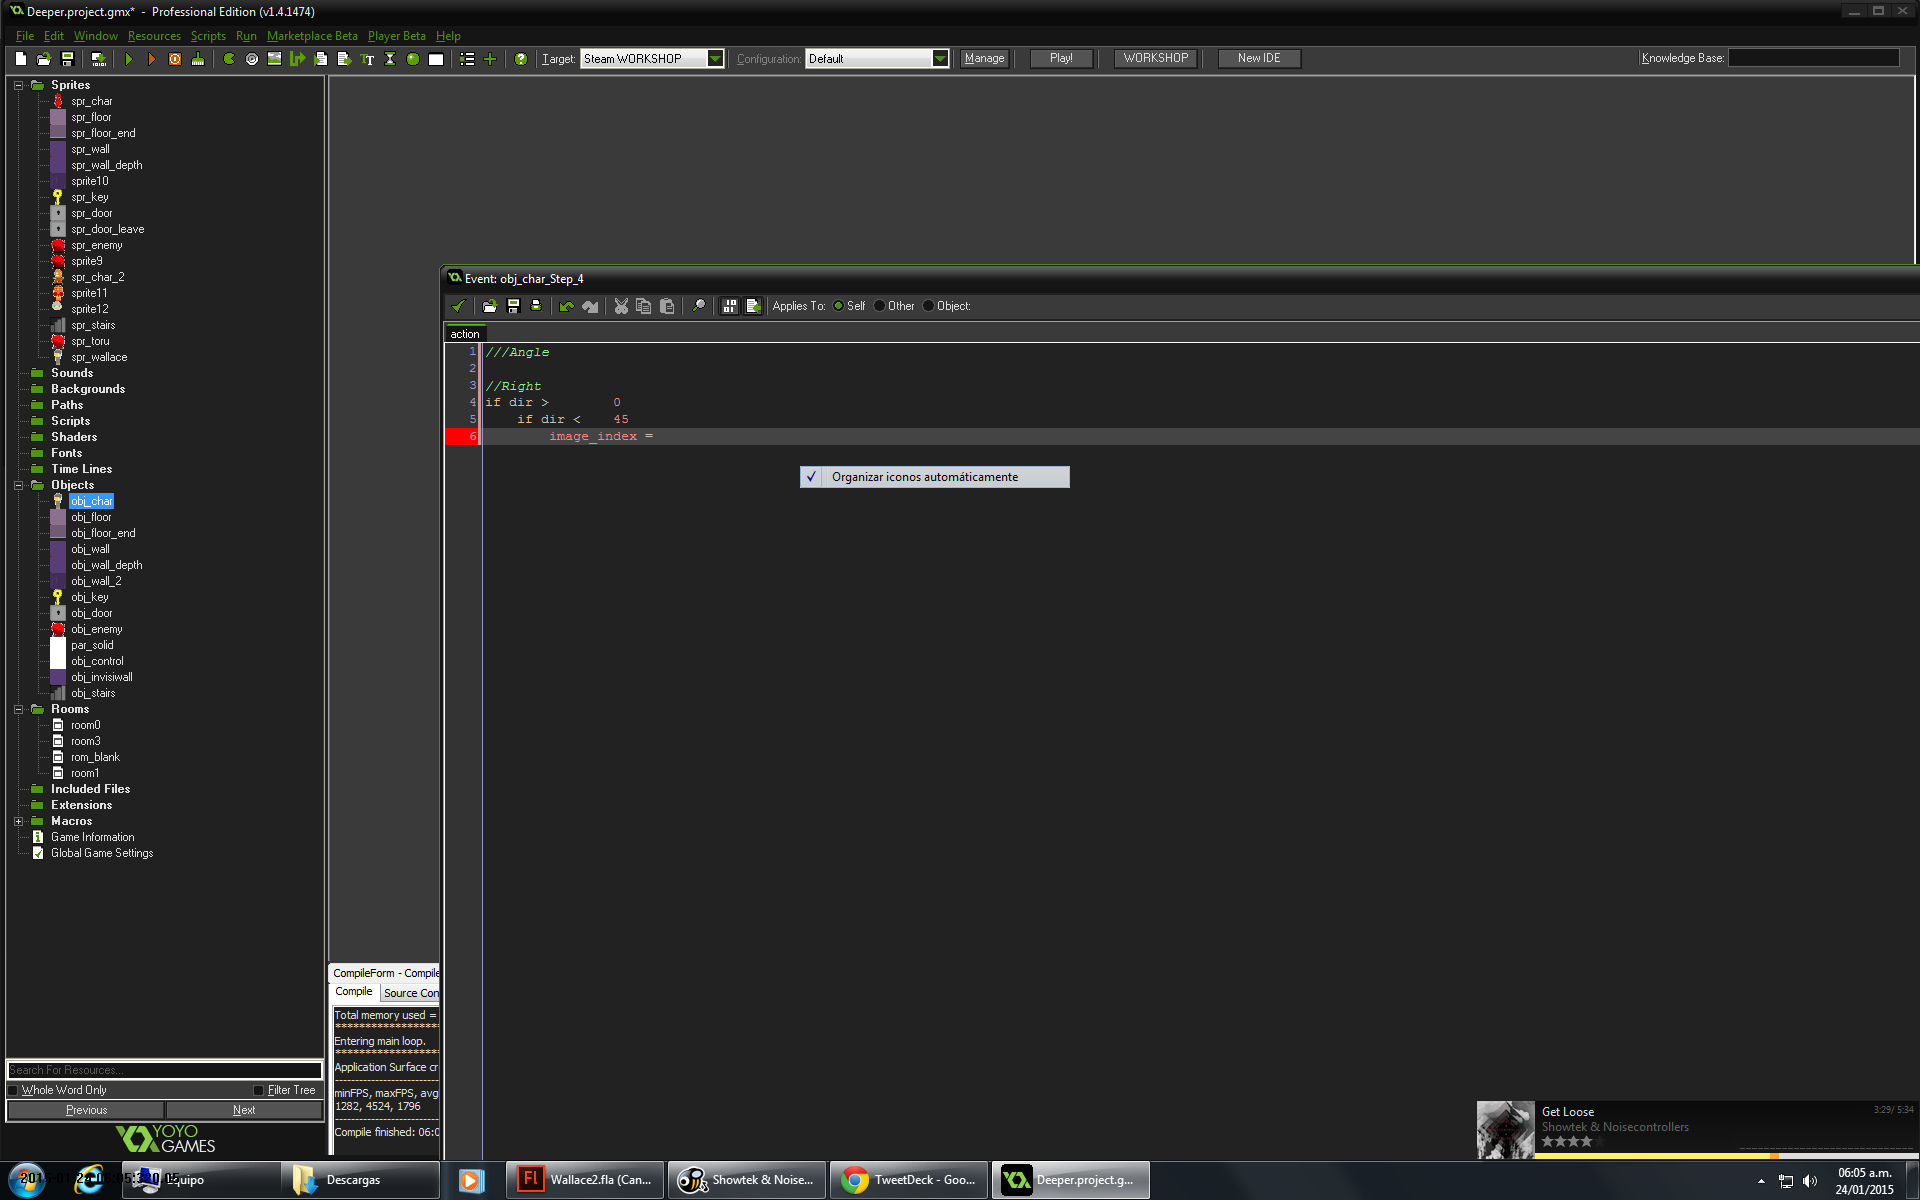 Deeper.project.gmx* - Professional Edition (v1.4.1474)
File Edit Window Resources Scripts Run Marketplace Beta Player Beta Help
Target: Steam WORKSHOP Configuration: Default Manage Play! WORKSHOP New IDE Knowledge Base:
Sprites
spr_char
spr_floor
spr_floor_end
spr_wall
spr_wall_depth
sprite10
spr_key
spr_door
spr_door_leave
spr_enemy
sprite9
spr_char_2
sprite11
sprite12
spr_stairs
spr_toru
spr_wallace
Sounds
Backgrounds
Paths
Scripts
Shaders
Fonts
Time Lines
Objects
obj_char
obj_floor
obj_floor_end
obj_wall
obj_wall_depth
obj_wall_2
obj_key
obj_door
obj_enemy
par_solid
obj_control
obj_invisiwall
obj_stairs
Rooms
room0
room3
rom_blank
room1
Included Files
Extensions
Macros
Game Information
Global Game Settings
Search For Resources...
Whole Word Only Filter Tree
Previous Next
YOYO GAMES
Event: obj_char_Step_4
Applies To: Self Other Object:
action
1 ///Angle
2
3 //Right
4 if dir > 0
5 if dir < 45
6 image_index =
✓ Organizar iconos automáticamente
CompileForm - Compile
Compile Source Con
Total memory used =
********************
Entering main loop.
********************
Application Surface cr
minFPS, maxFPS, avg
1282, 4524, 1796
Compile finished: 06:0
Get Loose 3:29/ 5:34
Showtek & Noisecontrollers
★★★★
Equipo Descargas Wallace2.fla (Can... Showtek & Noise... TweetDeck - Goo... Deeper.project.g...
06:05 a.m.
24/01/2015